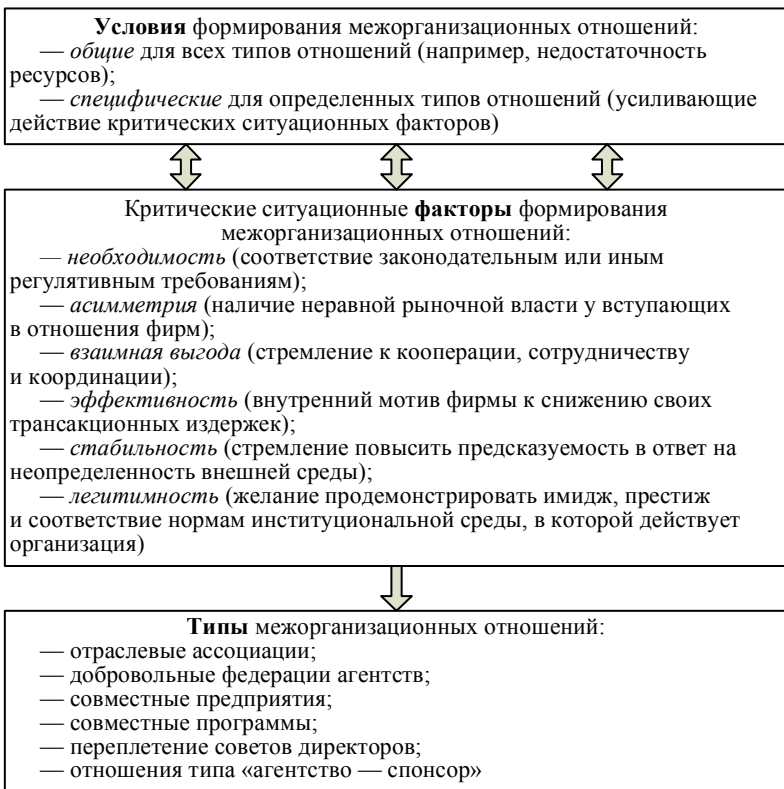 Условия формирования межорганизационных отношений:
— общие для всех типов отношений (например, недостаточность
ресурсов);
— специфические для определенных типов отношений (усиливающие
действие критических ситуационных факторов)
Критические ситуационные факторы формирования
межорганизационных отношений:
— необходимость (соответствие законодательным или иным
регулятивным требованиям);
— асимметрия (наличие неравной рыночной власти у вступающих
в отношения фирм);
— взаимная выгода (стремление к кооперации, сотрудничеству
и координации);
— эффективность (внутренний мотив фирмы к снижению своих
трансакционных издержек);
— стабильность (стремление повысить предсказуемость в ответ на
неопределенность внешней среды);
— легитимность (желание продемонстрировать имидж, престиж
и соответствие нормам институциональной среды, в которой действует
организация)
Типы межорганизационных отношений:
— отраслевые ассоциации;
— добровольные федерации агентств;
— совместные предприятия;
— совместные программы;
— переплетение советов директоров;
— отношения типа «агентство — спонсор»